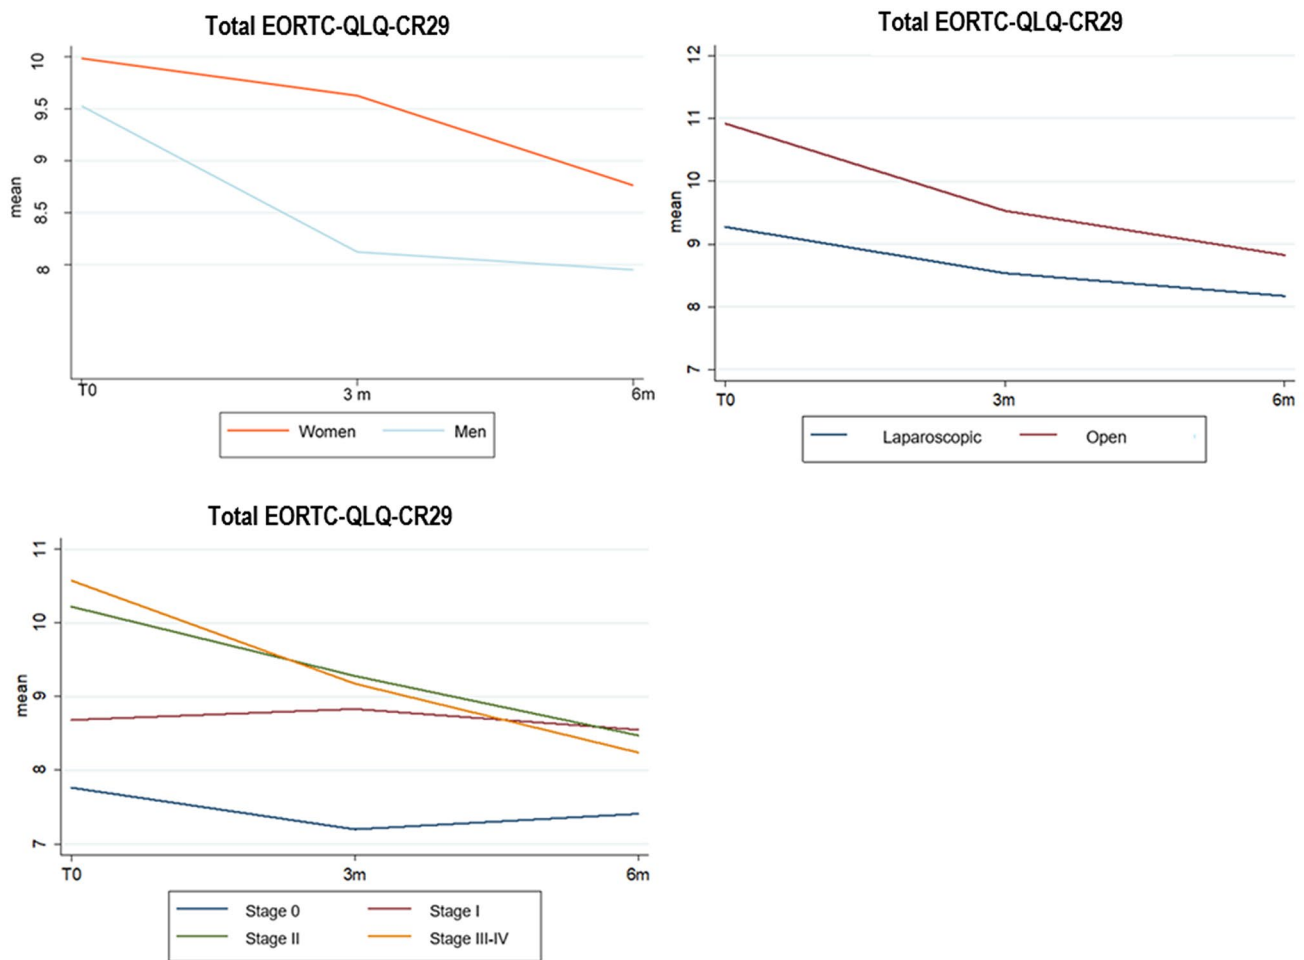 Total EORTC-QLQ-CR29
10
9.5
9
8.5
8
mean
T0 3 m 6m
Women Men
Total EORTC-QLQ-CR29
12
11
10
9
8
7
mean
T0 3m 6m
Laparoscopic Open
Total EORTC-QLQ-CR29
11
10
9
8
7
mean
T0 3m 6m
Stage 0 Stage I
Stage II Stage III-IV